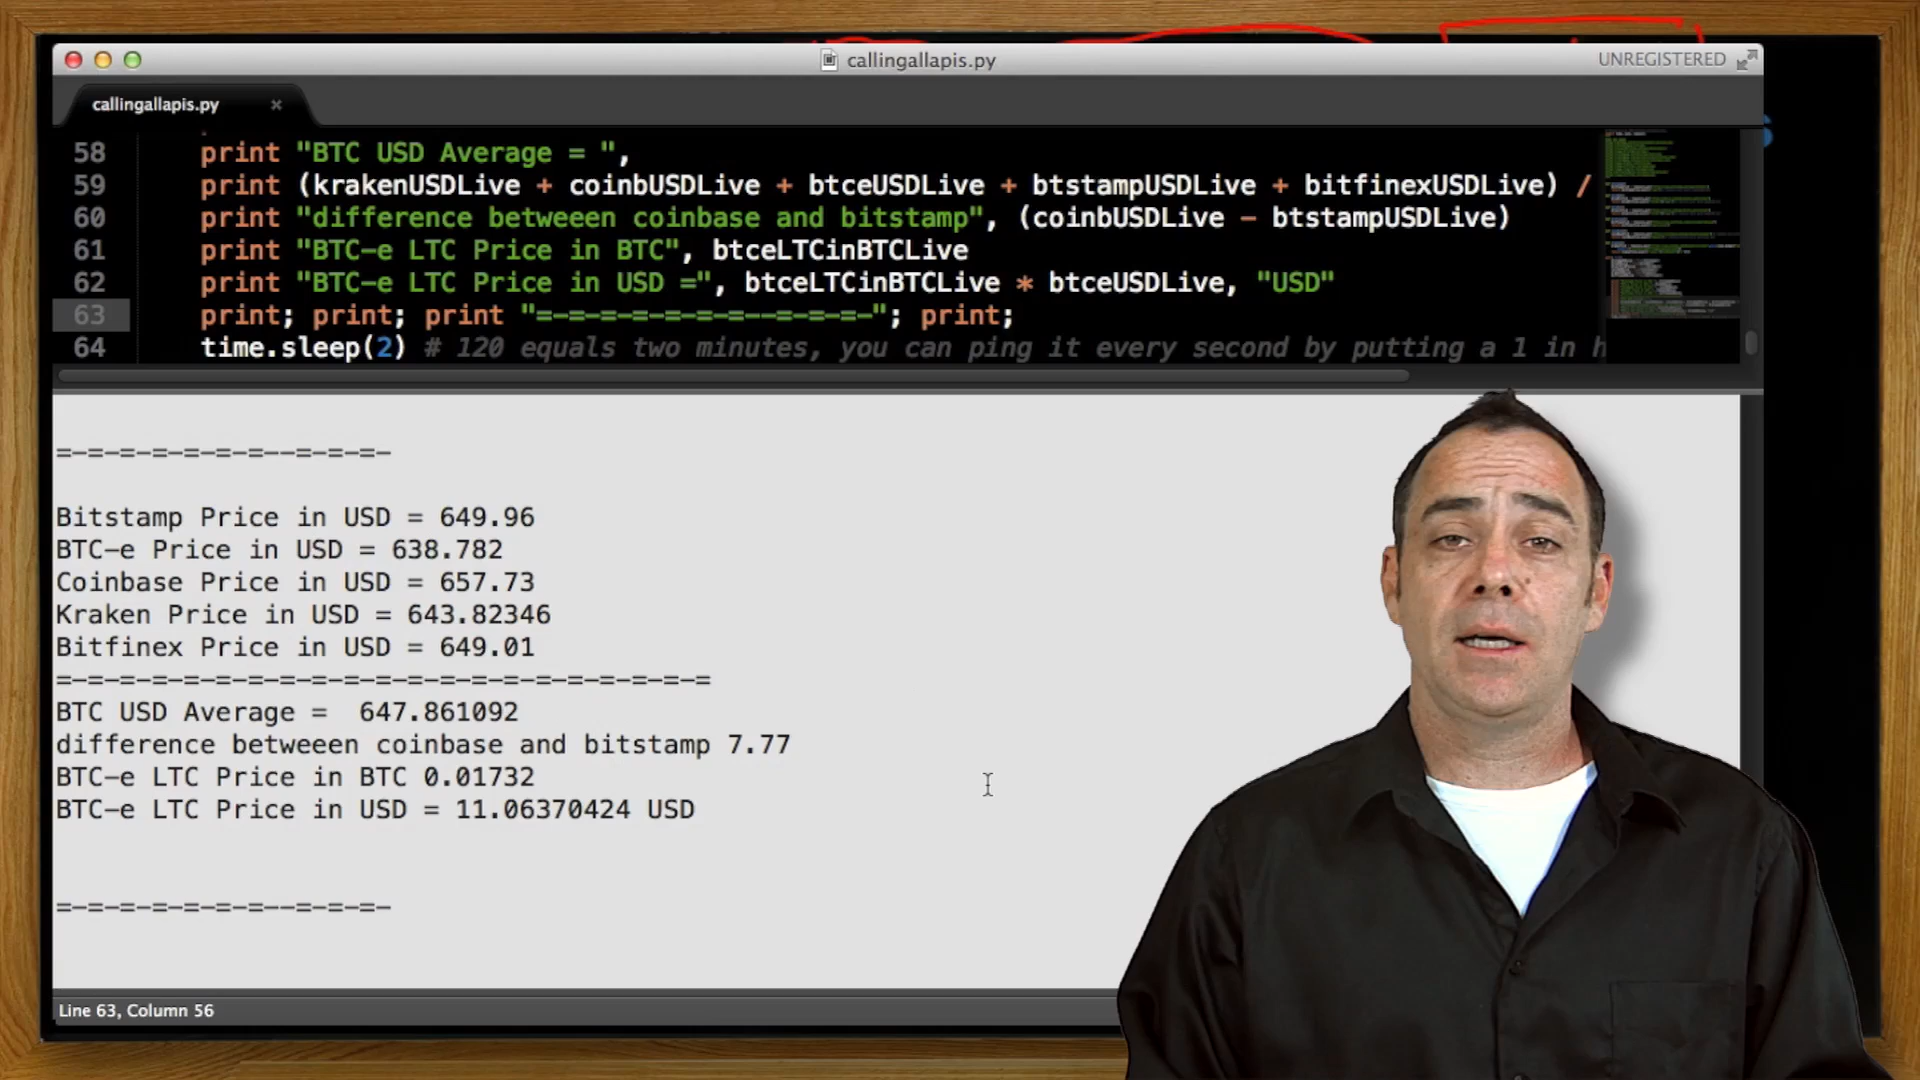 callingallapis.py
UNREGISTERED
callingallapis.py ×
58 print "BTC USD Average = ",
59 print (krakenUSDLive + coinbUSDLive + btceUSDLive + btstampUSDLive + bitfinexUSDLive) /
60 print "difference betweeen coinbase and bitstamp", (coinbUSDLive - btstampUSDLive)
61 print "BTC-e LTC Price in BTC", btceLTCinBTCLive
62 print "BTC-e LTC Price in USD =", btceLTCinBTCLive * btceUSDLive, "USD"
63 print; print; print "=-=-=-=-=-=-=--=-=-=-"; print;
64 time.sleep(2) # 120 equals two minutes, you can ping it every second by putting a 1 in h
=-=-=-=-=-=-=--=-=-=-
Bitstamp Price in USD = 649.96
BTC-e Price in USD = 638.782
Coinbase Price in USD = 657.73
Kraken Price in USD = 643.82346
Bitfinex Price in USD = 649.01
=-=-=-=-=-=-=-=-=-=-=-=-=-=-=-=-=-=-=-=-=
BTC USD Average =  647.861092
difference betweeen coinbase and bitstamp 7.77
BTC-e LTC Price in BTC 0.01732
BTC-e LTC Price in USD = 11.06370424 USD
=-=-=-=-=-=-=--=-=-=-
Line 63, Column 56